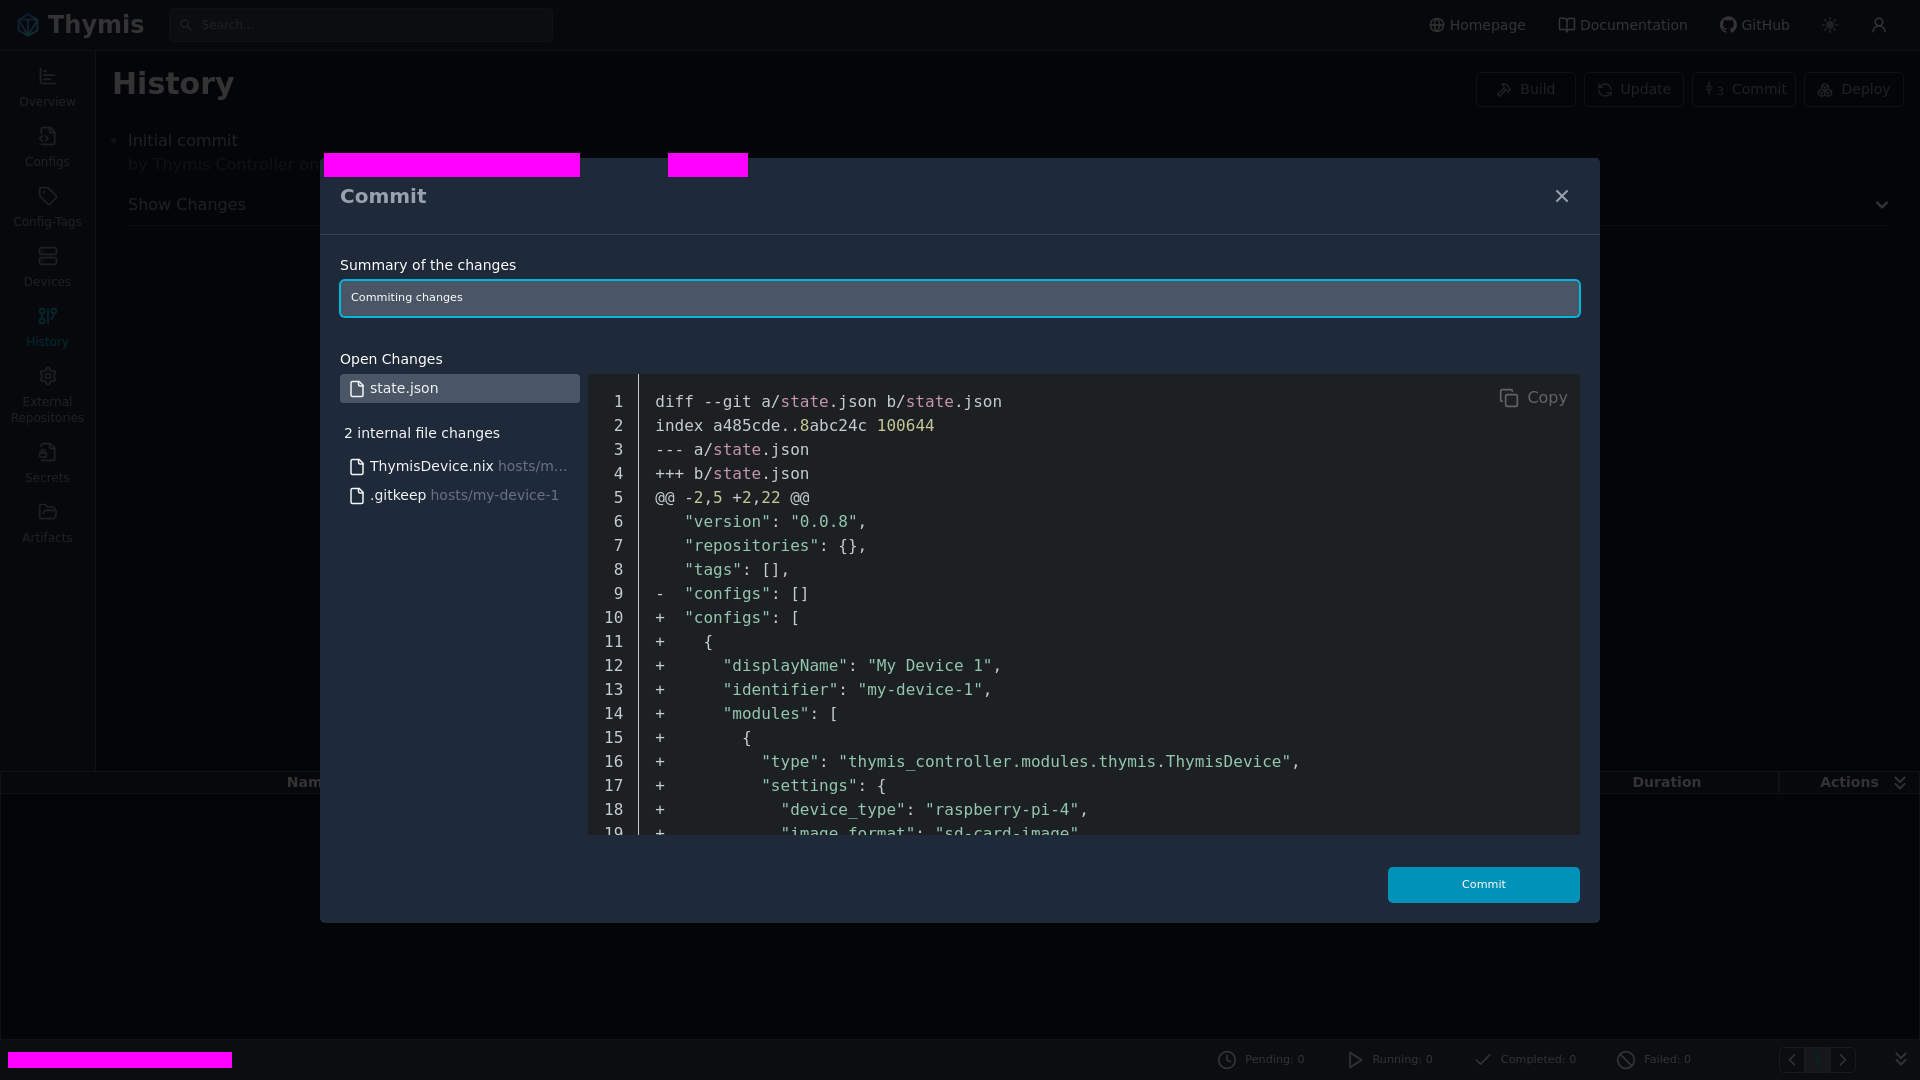 Thymis
Search...
Homepage
Documentation
GitHub
Overview
Configs
Config-Tags
Devices
History
External
Repositories
Secrets
Artifacts
History
Build
Update
3 Commit
Deploy
Initial commit
by Thymis Controller on
Show Changes
Commit
Summary of the changes
Commiting changes
Open Changes
state.json
2 internal file changes
ThymisDevice.nix hosts/m...
.gitkeep hosts/my-device-1
Copy
1 diff --git a/state.json b/state.json
2 index a485cde..8abc24c 100644
3 --- a/state.json
4 +++ b/state.json
5 @@ -2,5 +2,22 @@
6    "version": "0.0.8",
7    "repositories": {},
8    "tags": [],
9 -  "configs": []
10 +  "configs": [
11 +    {
12 +      "displayName": "My Device 1",
13 +      "identifier": "my-device-1",
14 +      "modules": [
15 +        {
16 +          "type": "thymis_controller.modules.thymis.ThymisDevice",
17 +          "settings": {
18 +            "device_type": "raspberry-pi-4",
19 +            "image_format": "sd-card-image"
Commit
Nam
Duration
Actions
Pending: 0
Running: 0
Completed: 0
Failed: 0